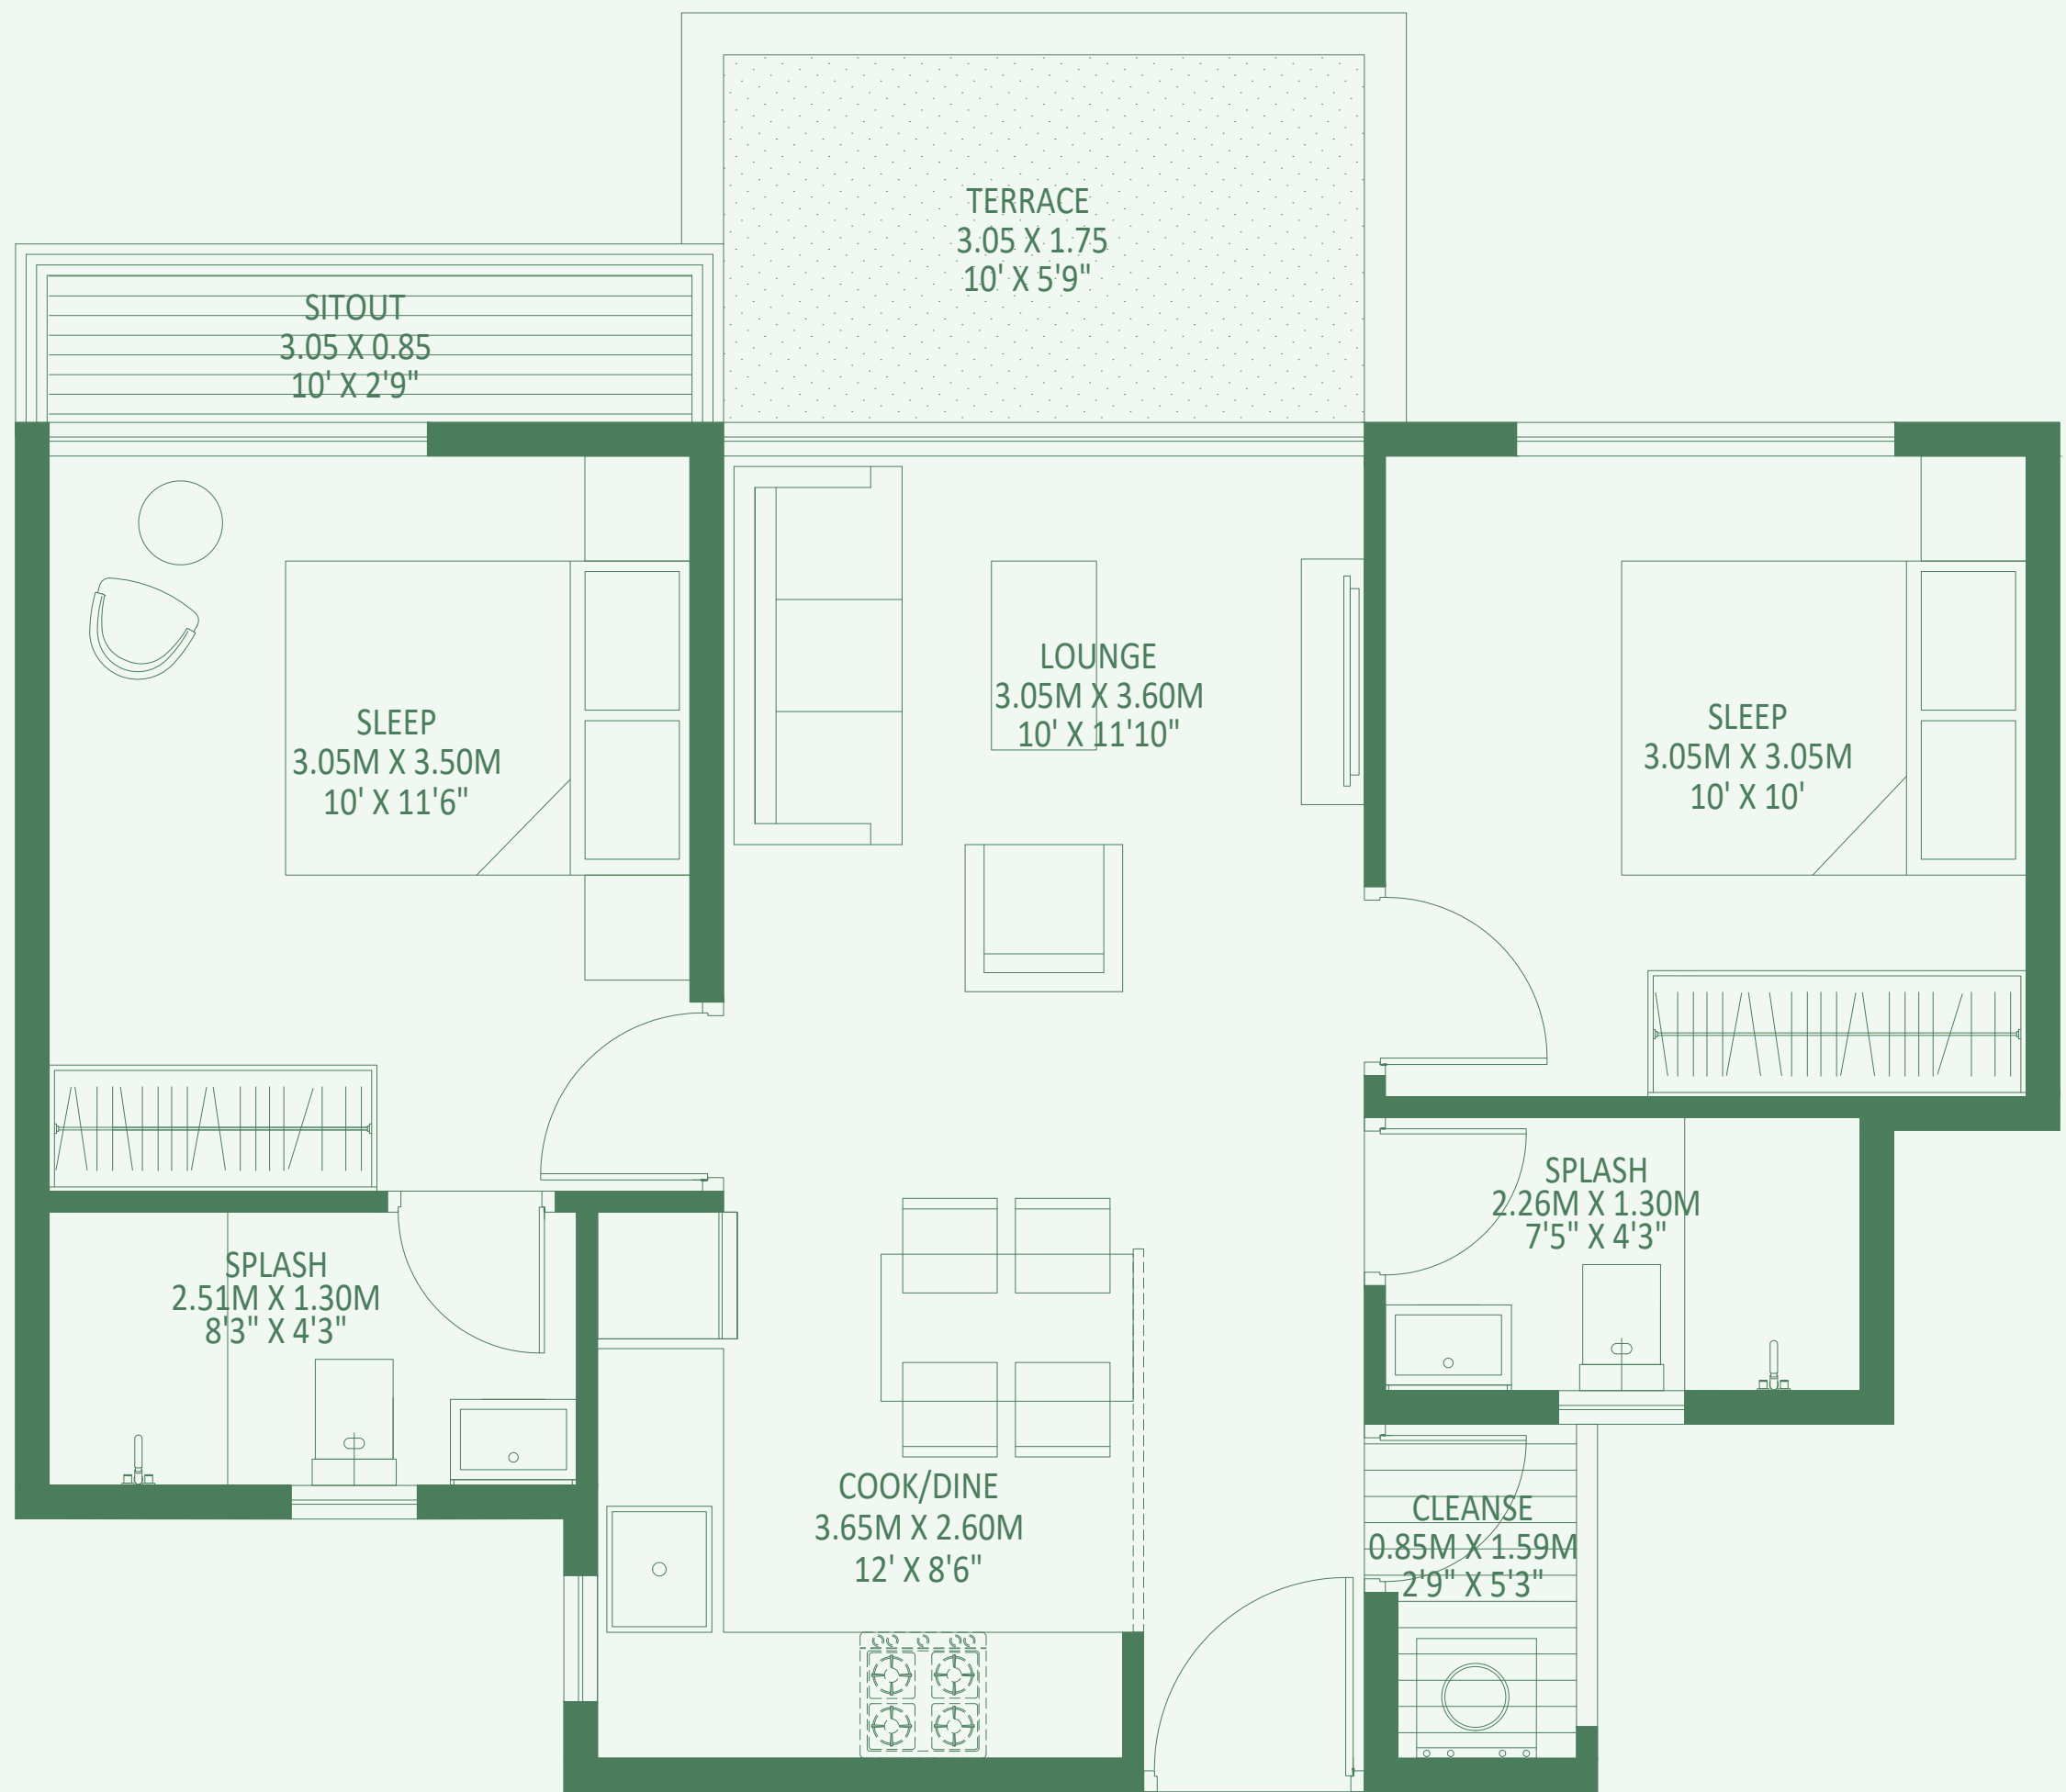 TERRACE
3.05 X 1.75
10' X 5'9"
SITOUT
3.05 X 0.85
10' X 2'9"
LOUNGE
3.05M X 3.60M
10' X 11'10"
SLEEP
3.05M X 3.50M
10' X 11'6"
SLEEP
3.05M X 3.05M
10' X 10'
SPLASH
2.26M X 1.30M
7'5" X 4'3"
SPLASH
2.51M X 1.30M
8'3" X 4'3"
COOK/DINE
3.65M X 2.60M
12' X 8'6"
CLEANSE
0.85M X 1.59M
2'9" X 5'3"